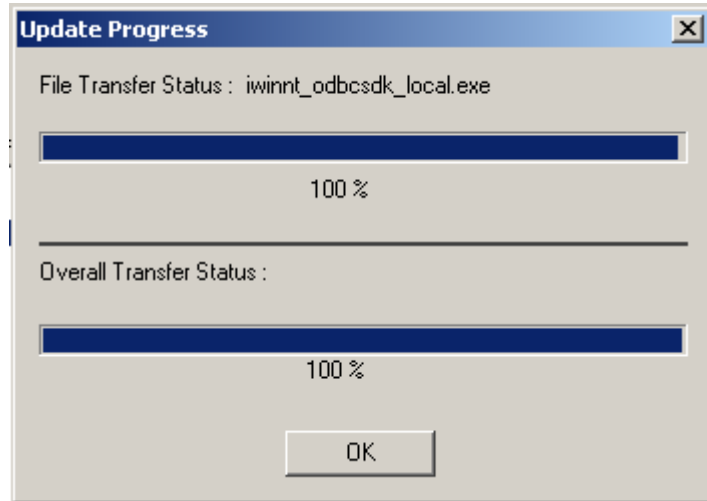 Update Progress
File Transfer Status :  iwinnt_odbcsdk_local.exe
100 %
Overall Transfer Status :
100 %
OK